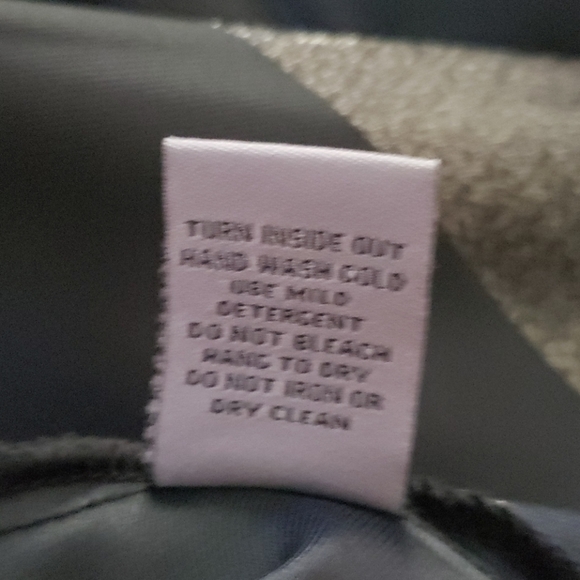 TURN INSIDE OUT
HAND WASH COLD
USE MILD
DETERGENT
DO NOT BLEACH
HANG TO DRY
DO NOT IRON OR
DRY CLEAN